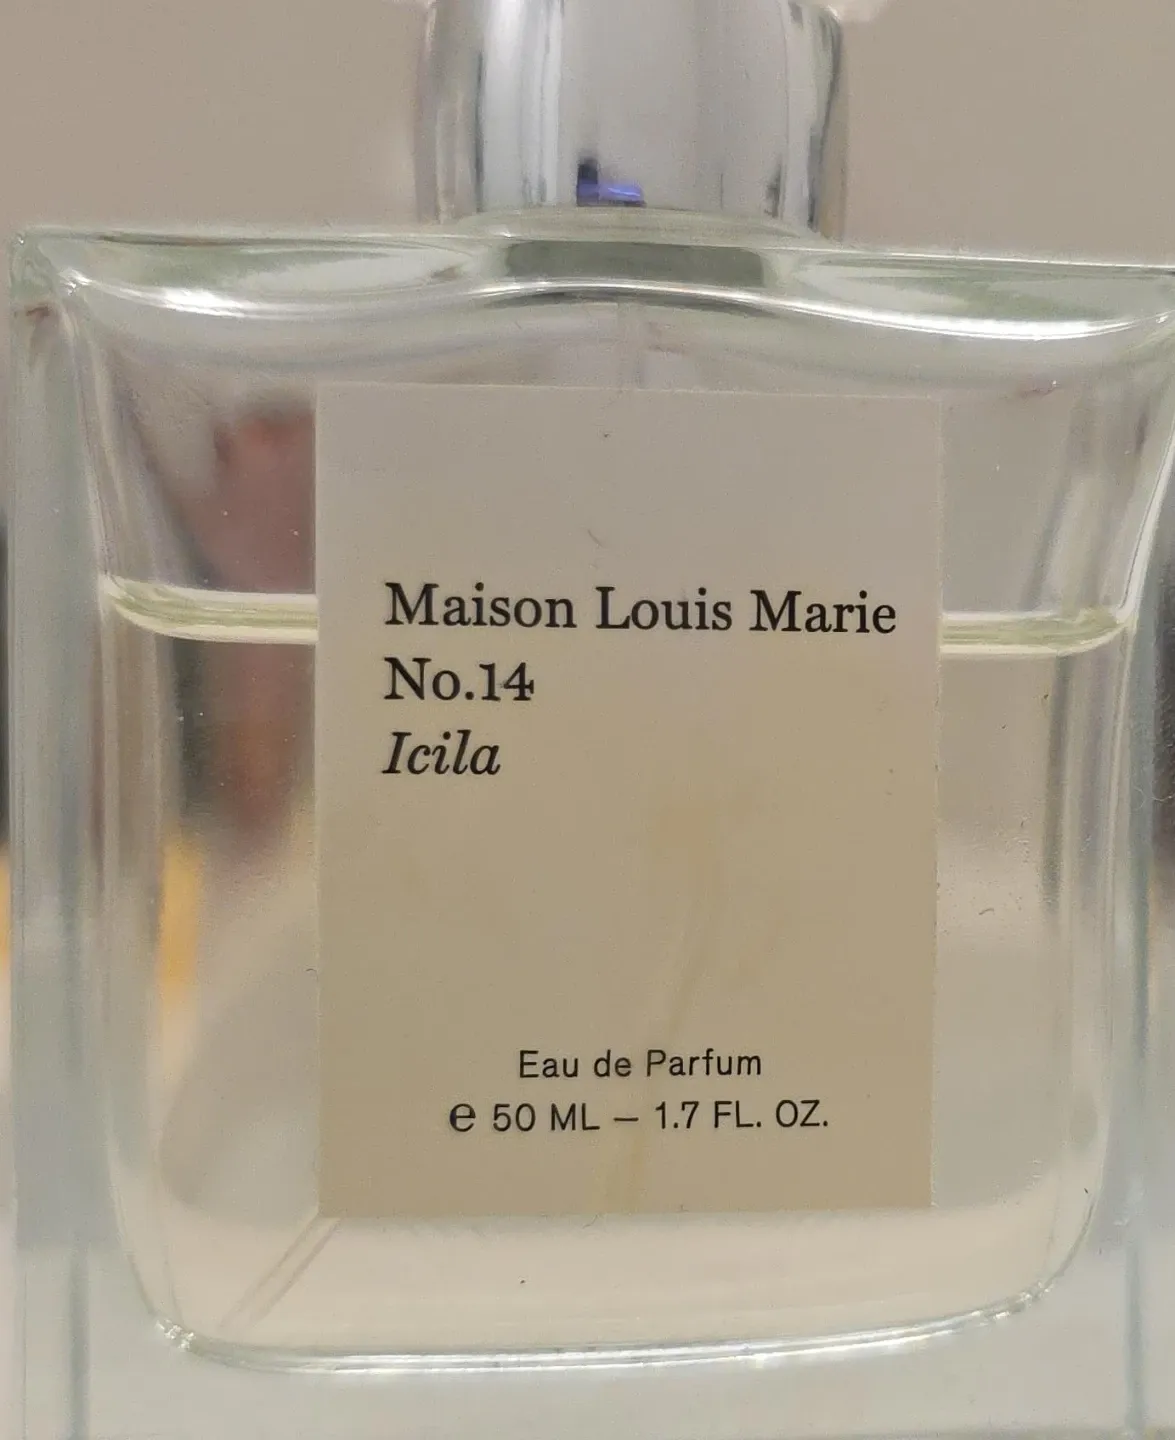 Maison Louis Marie
No.14
Icila
Eau de Parfum
℮ 50 ML – 1.7 FL. OZ.